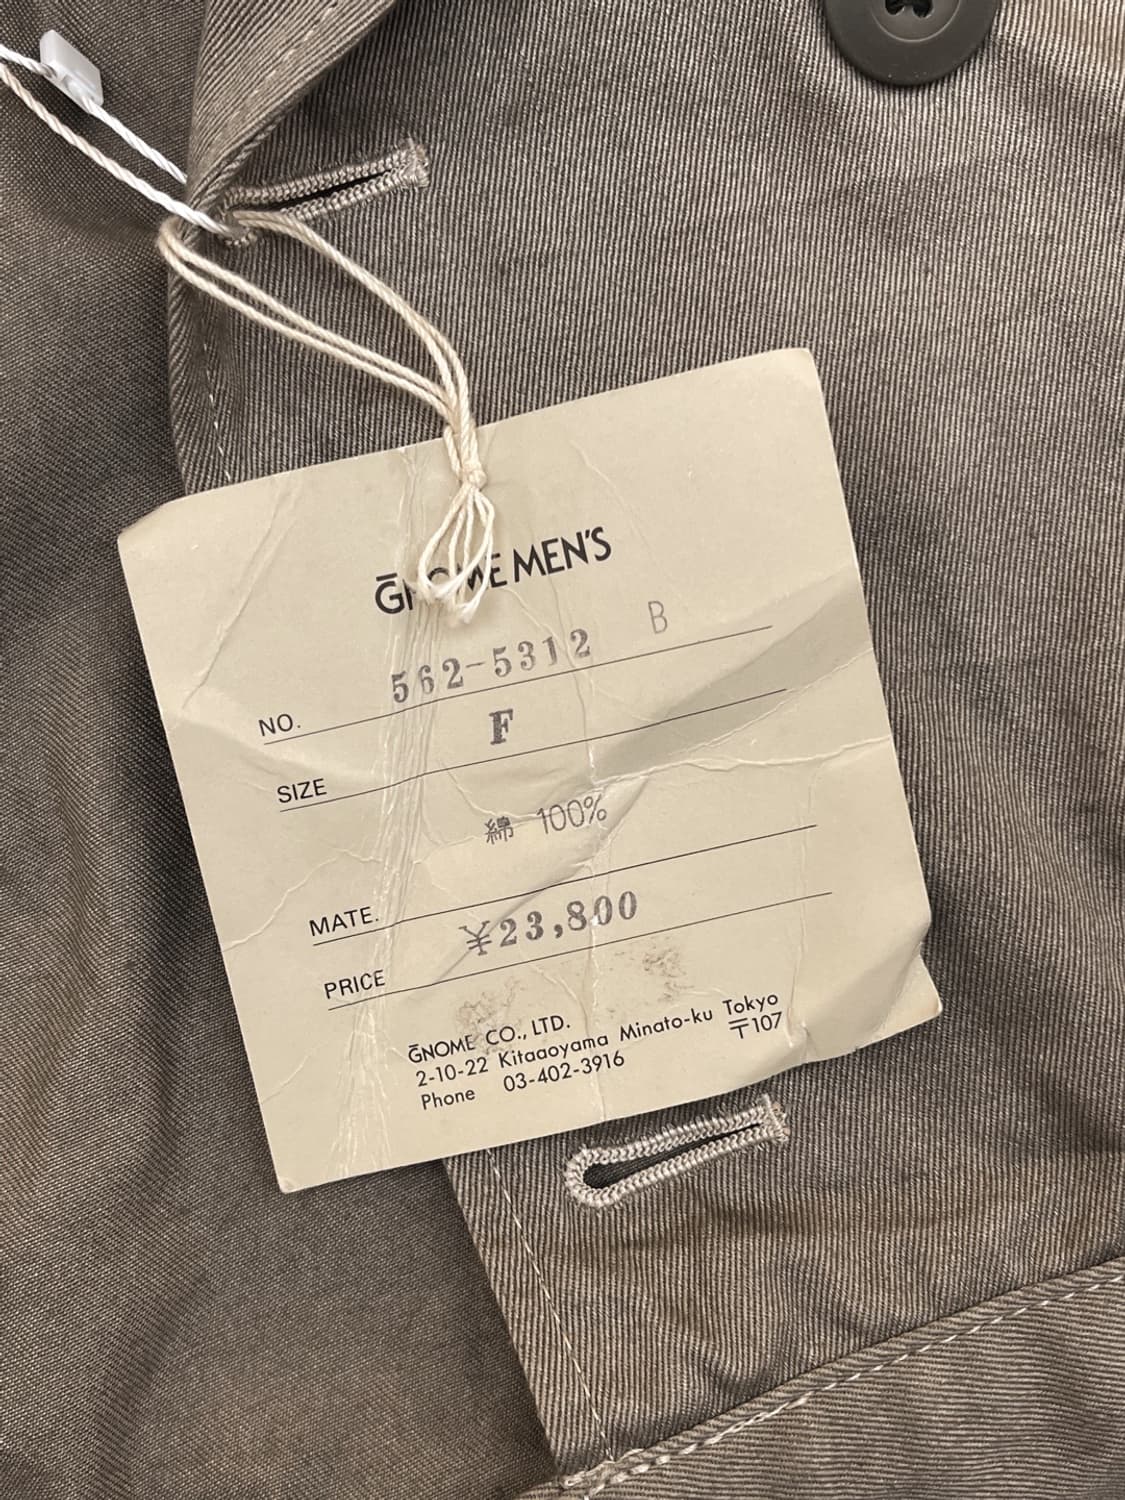 GNOME MEN'S
NO. 562-5312 B
SIZE F
綿 100%
MATE.
PRICE ¥23,800
GNOME CO., LTD.
2-10-22 Kitaaoyama Minato-ku Tokyo
Phone 03-402-3916 〒107